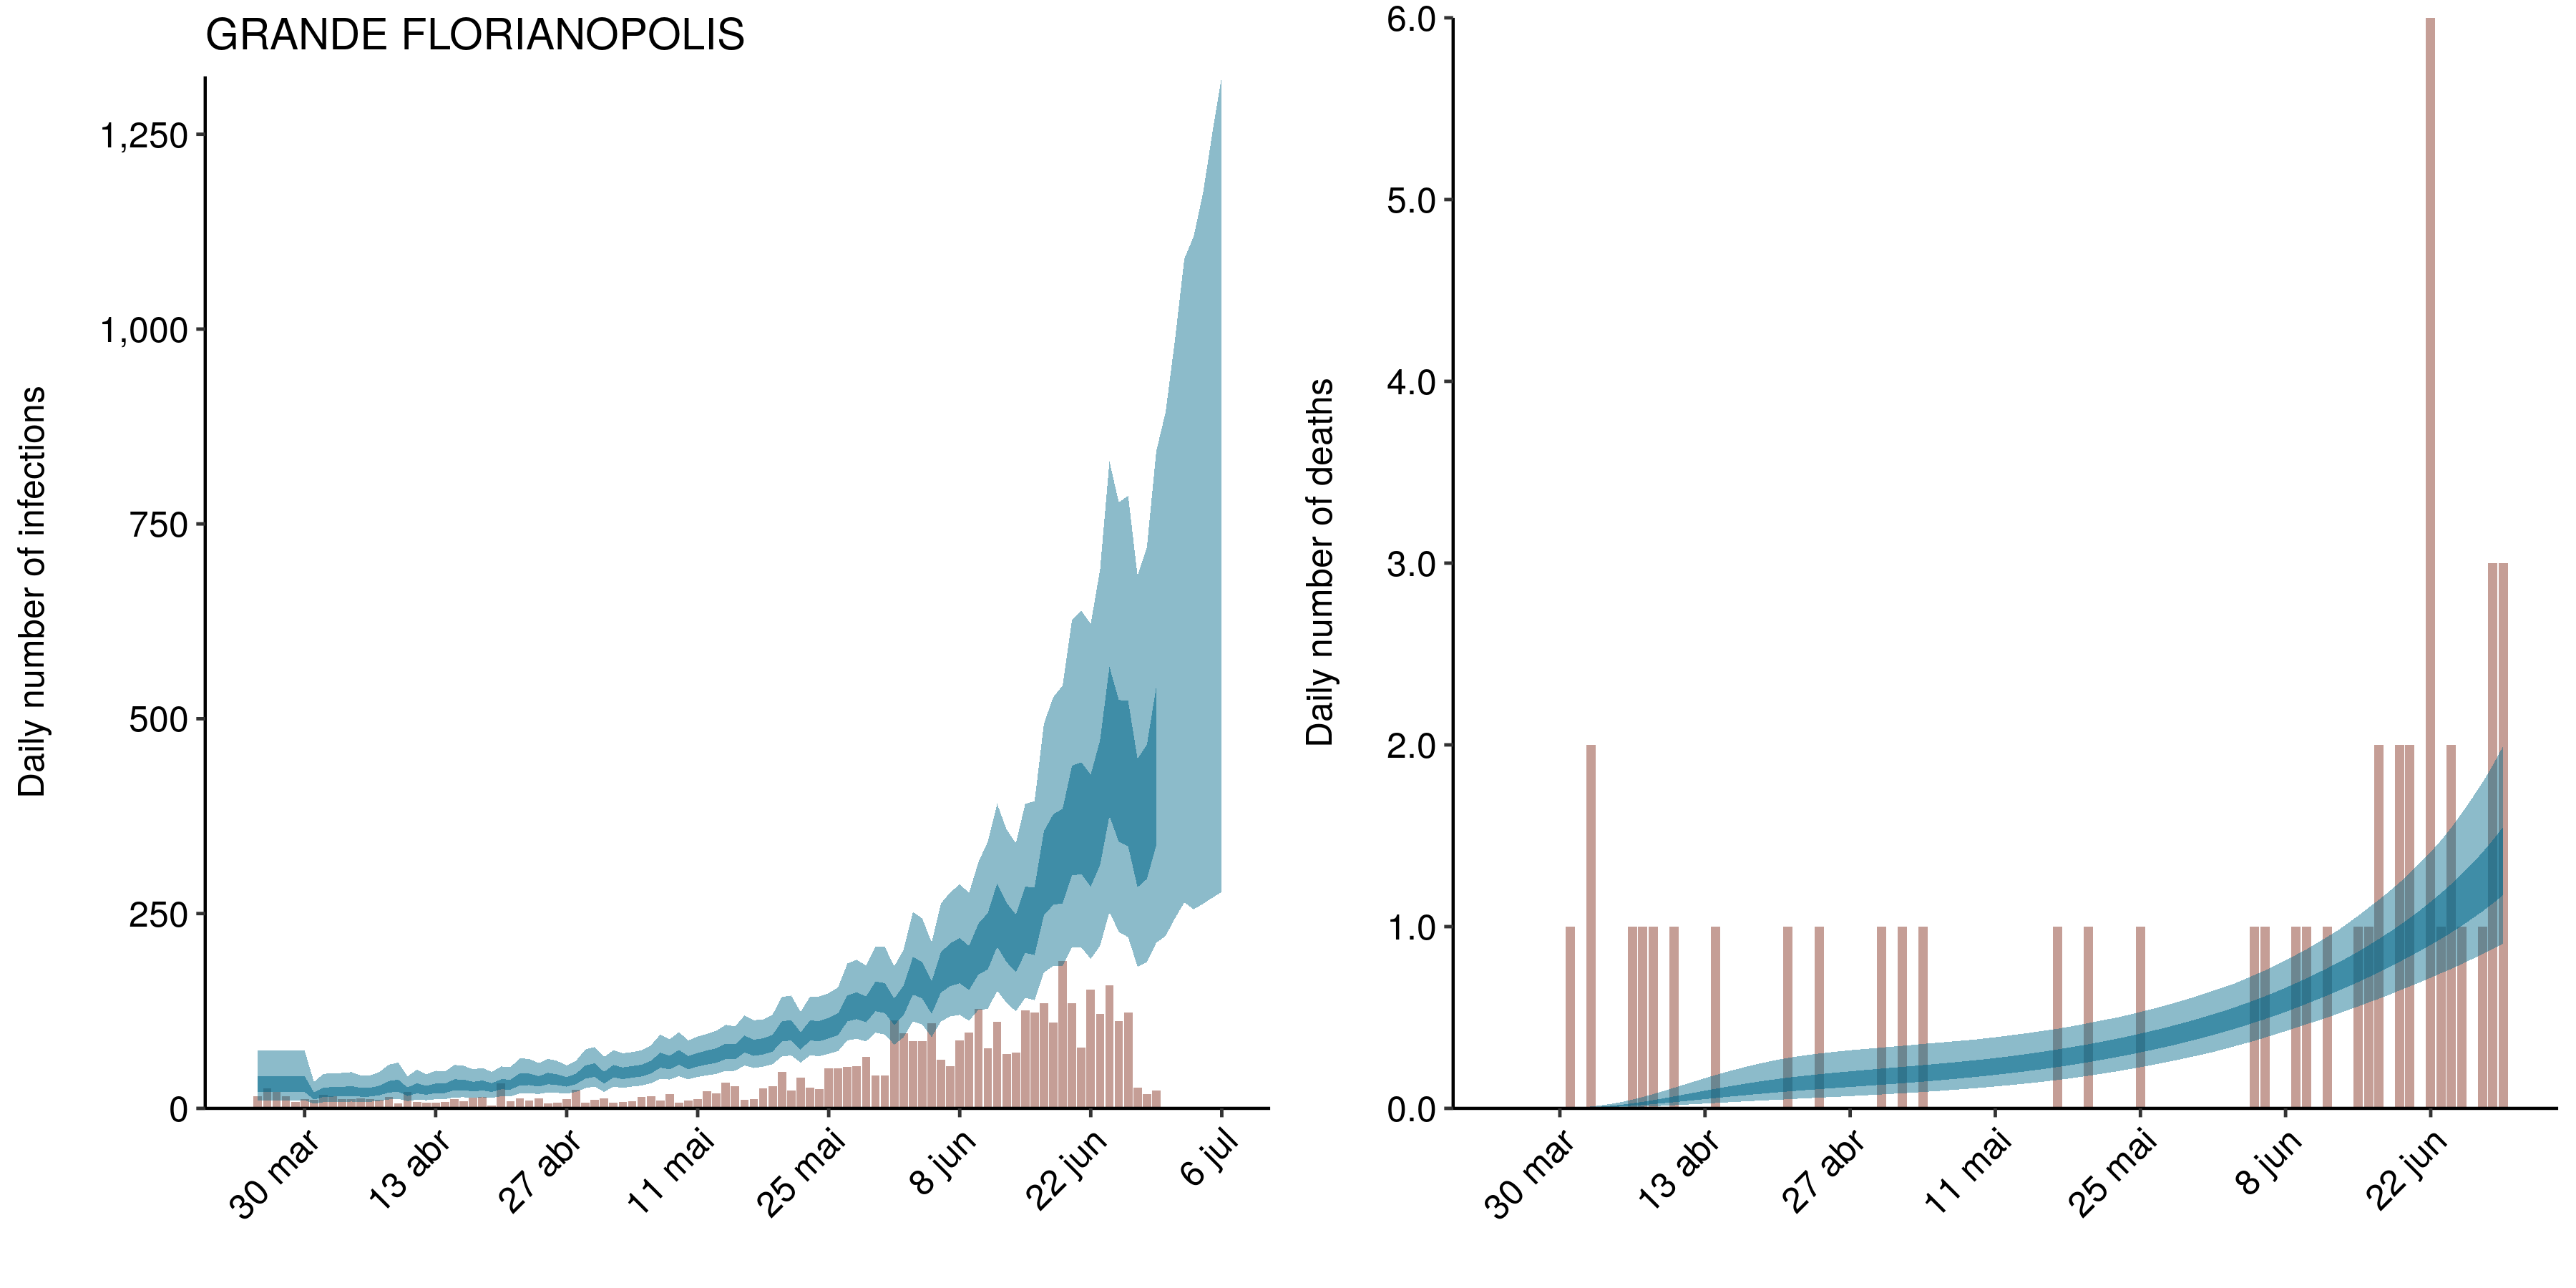 GRANDE FLORIANOPOLIS
Daily number of infections
1,250
1,000
750
500
250
0
30 mar
13 abr
27 abr
11 mai
25 mai
8 jun
22 jun
6 jul
Daily number of deaths
6.0
5.0
4.0
3.0
2.0
1.0
0.0
30 mar
13 abr
27 abr
11 mai
25 mai
8 jun
22 jun